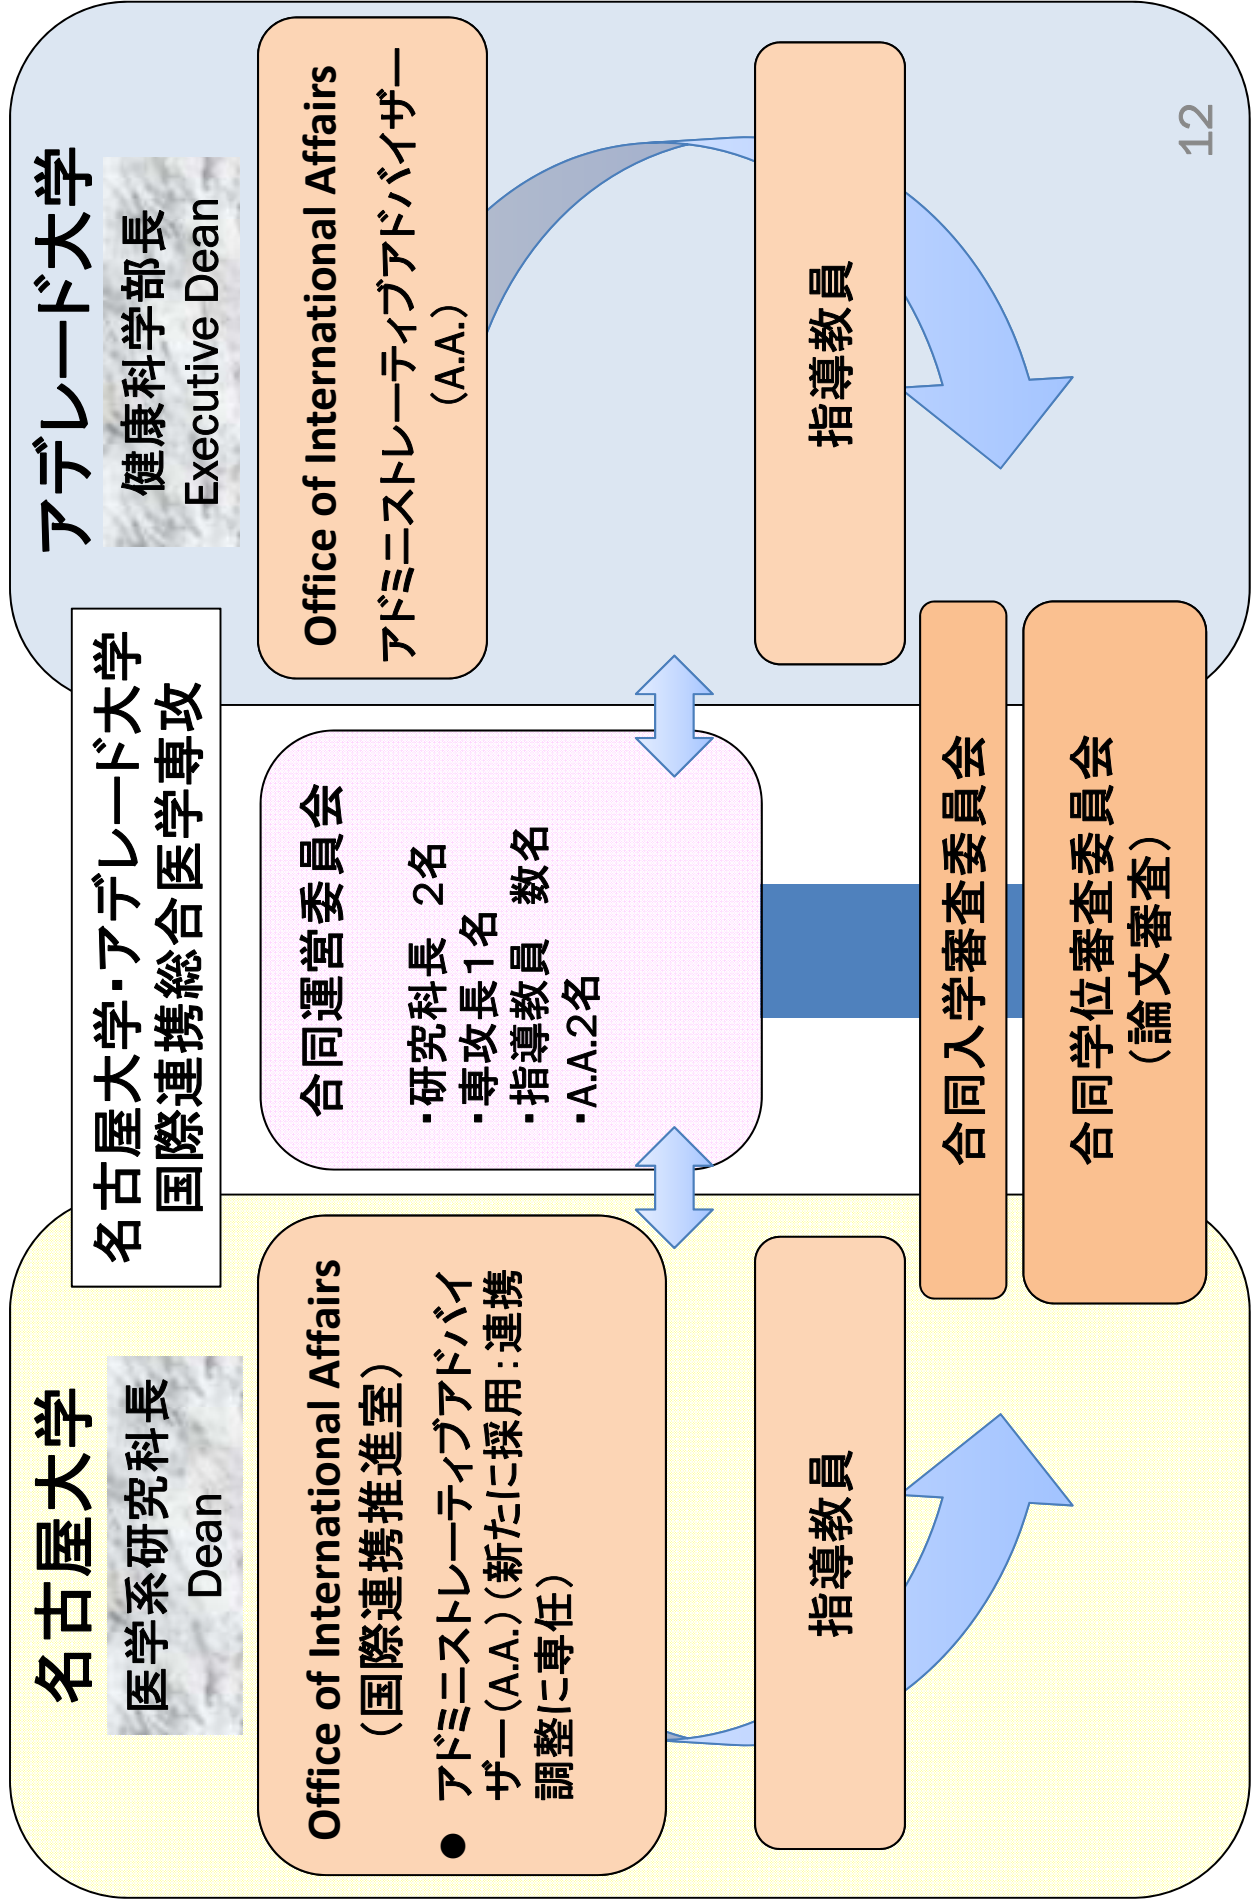 名古屋大学
医学系研究科長
Dean
Office of International Affairs
（国際連携推進室）
● アドミニストレーティブアドバイ
ザー(A.A.)（新たに採用：連携
調整に専任）
指導教員
名古屋大学・アデレード大学
国際連携総合医学専攻
合同運営委員会
・研究科長 2名
・専攻長1名
・指導教員 数名
・A.A.2名
合同入学審査委員会
合同学位審査委員会
（論文審査）
アデレード大学
健康科学部長
Executive Dean
Office of International Affairs
アドミニストレーティブアドバイザー
（A.A.）
指導教員
12